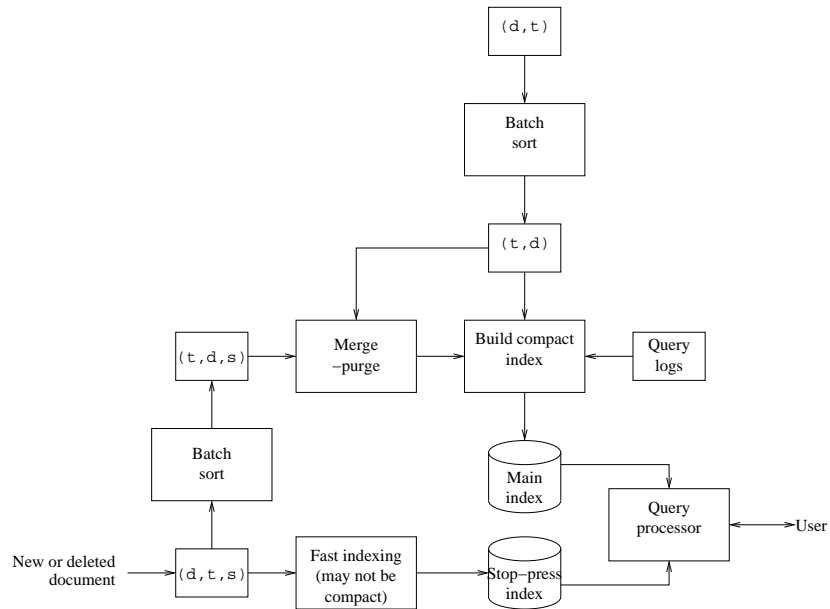 (d,t)
Batch
sort
(t,d)
(t,d,s)
Merge
–purge
Build compact
index
Query
logs
Batch
sort
Main
index
Query
processor
User
New or deleted
document
(d,t,s)
Fast indexing
(may not be
compact)
Stop–press
index